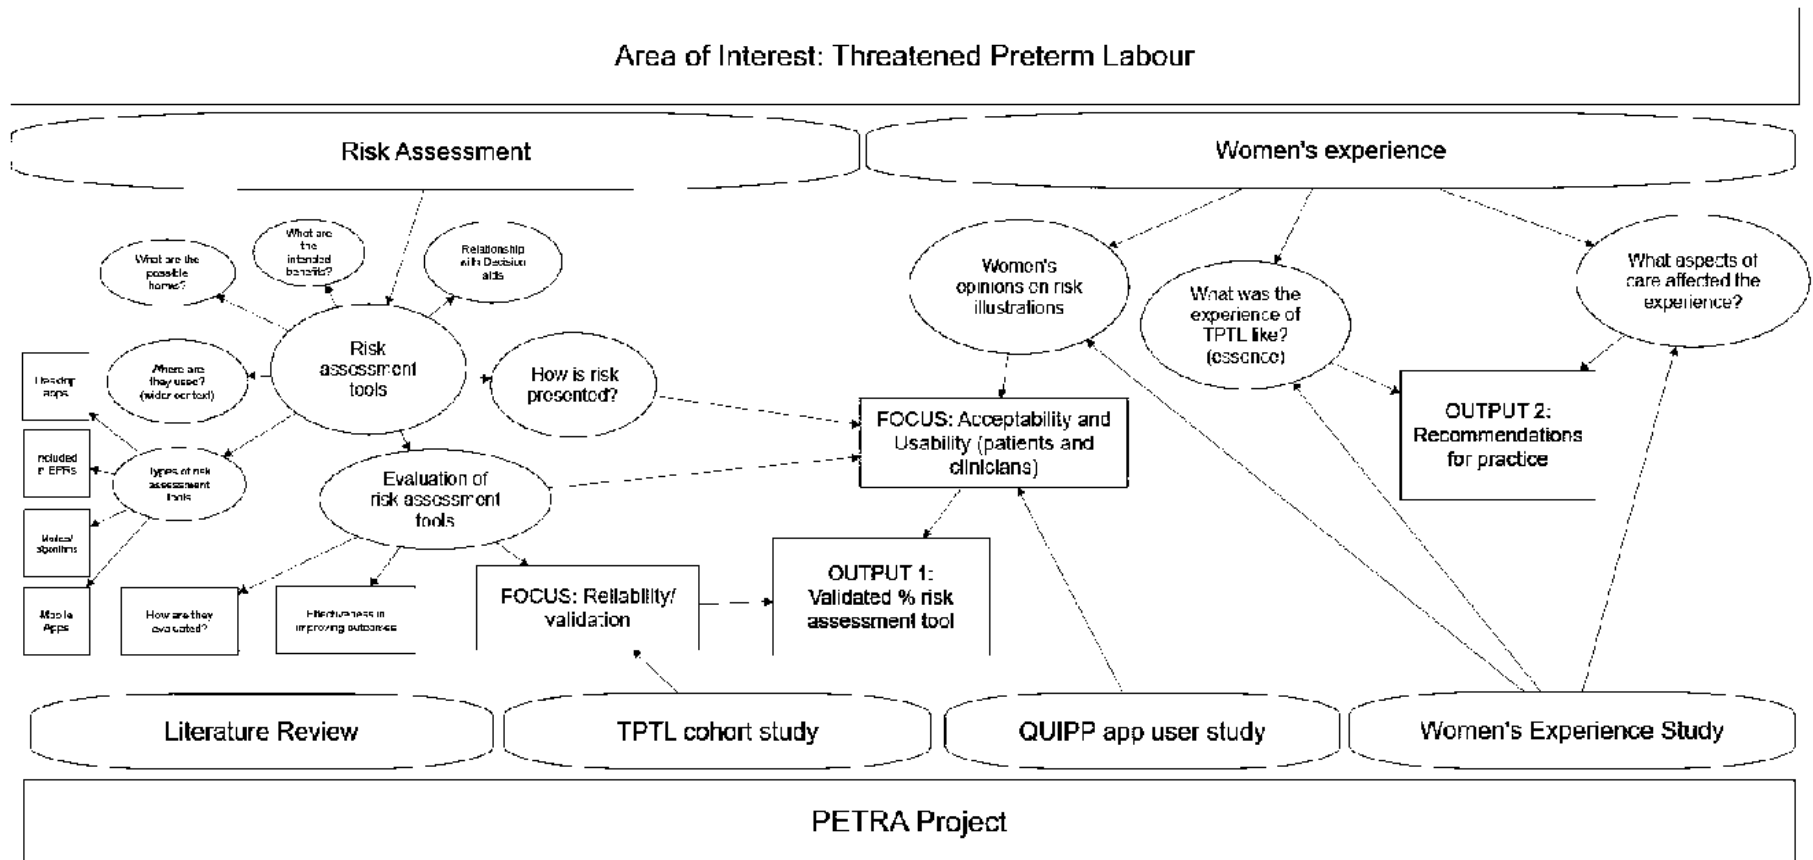 Area of Interest: Threatened Preterm Labour
Risk Assessment
Women's experience
What are the
possible
harms?
What are
the
intended
benefits?
Relationship
with Decision
aids
Women's
opinions on risk
illustrations
What was the
experience of
TPTL like?
(essence)
What aspects of
care affected the
experience?
Risk
assessment
tools
Where are
they used?
(wider context)
How is risk
presented?
Desktop
apps
Included
in EPRs
Types of risk
assessment
tools
Evaluation of
risk assessment
tools
FOCUS: Acceptability and
Usability (patients and
clinicians)
OUTPUT 2:
Recommendations
for practice
algorithms
Mobile
Apps
How are they
evaluated?
Effectiveness in
improving outcomes
FOCUS: Reliability/
validation
OUTPUT 1:
Validated % risk
assessment tool
Literature Review
TPTL cohort study
QUIPP app user study
Women's Experience Study
PETRA Project